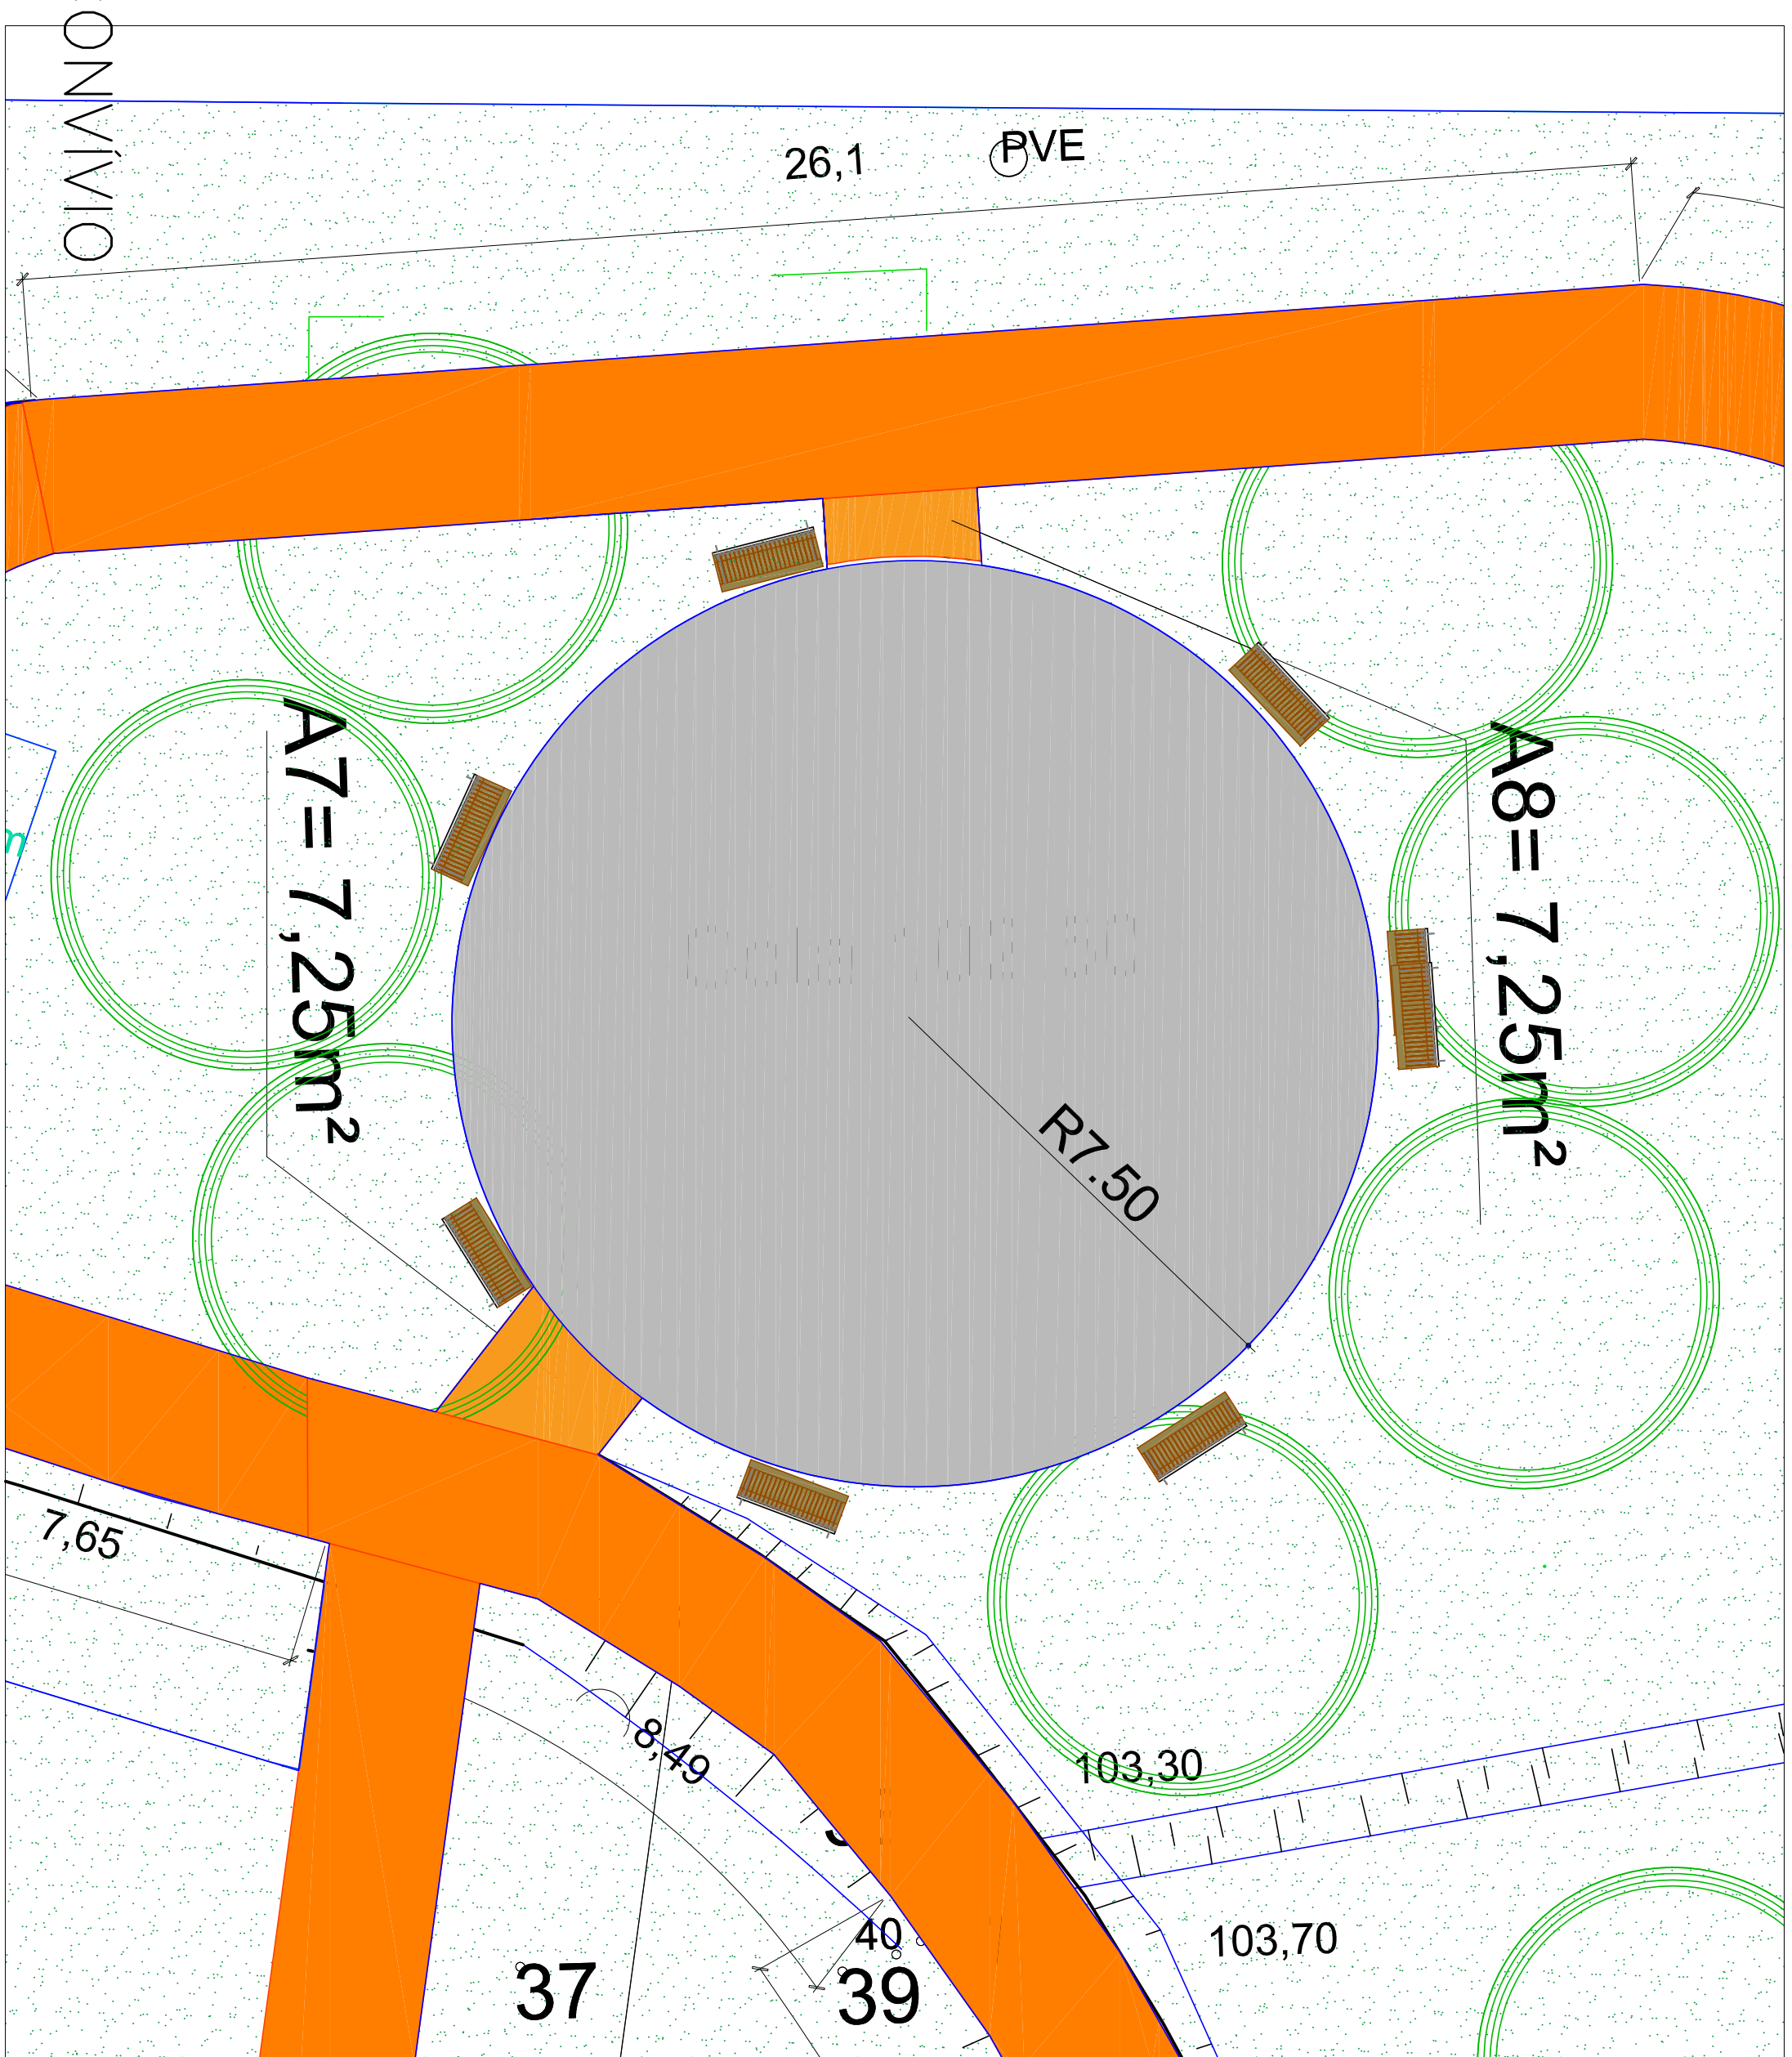 ONVÍVIO
26,1
PVE
A7= 7,25m²
A8= 7,25m²
R7.50
7,65
8,49
103,30
40
103,70
37
39